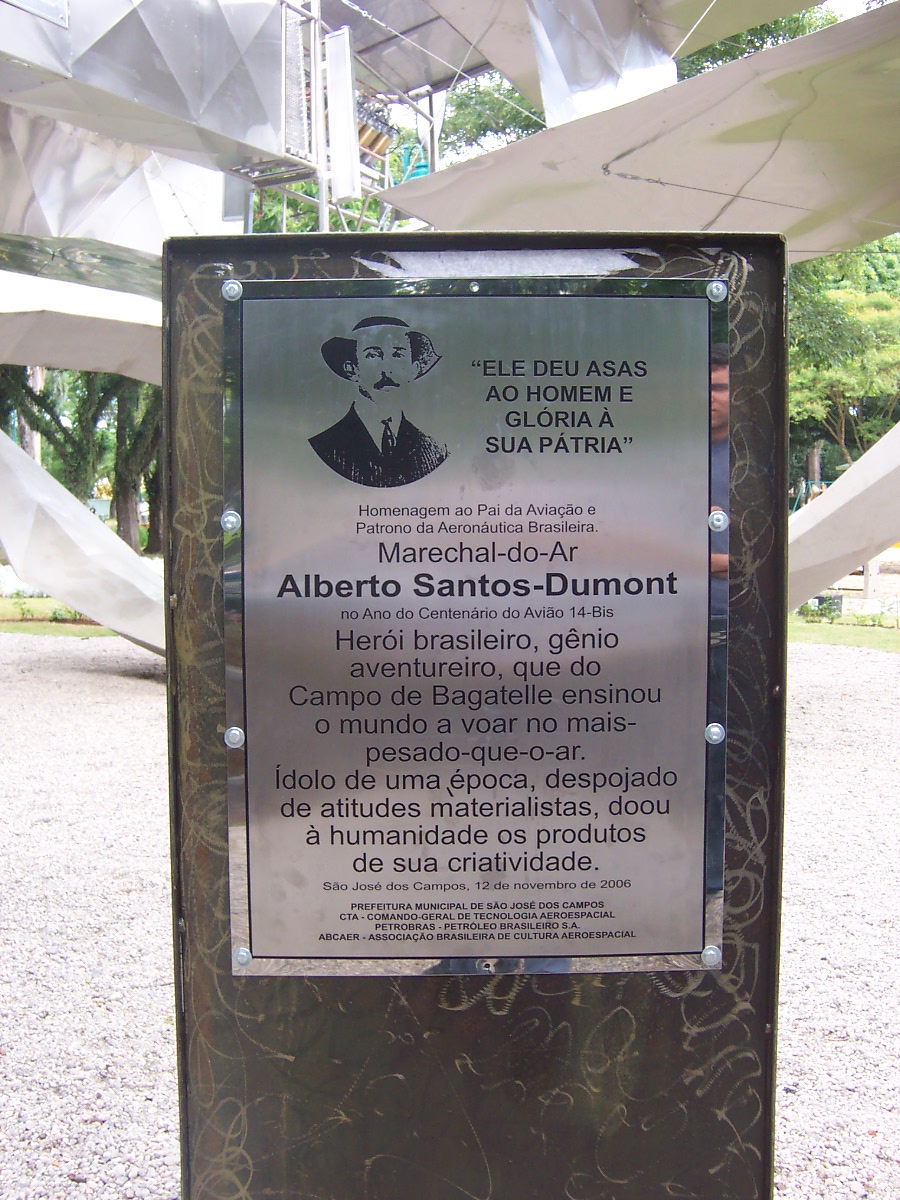 “ELE DEU ASAS
AO HOMEM E
GLÓRIA À
SUA PÁTRIA”
Homenagem ao Pai da Aviação e
Patrono da Aeronáutica Brasileira.
Marechal-do-Ar
Alberto Santos-Dumont
no Ano do Centenário do Avião 14-Bis
Herói brasileiro, gênio
aventureiro, que do
Campo de Bagatelle ensinou
o mundo a voar no mais-
pesado-que-o-ar.
Ídolo de uma época, despojado
de atitudes materialistas, doou
à humanidade os produtos
de sua criatividade.
São José dos Campos, 12 de novembro de 2006
PREFEITURA MUNICIPAL DE SÃO JOSÉ DOS CAMPOS
CTA - COMANDO-GERAL DE TECNOLOGIA AEROESPACIAL
PETROBRAS - PETRÓLEO BRASILEIRO S.A.
ABCAER - ASSOCIAÇÃO BRASILEIRA DE CULTURA AEROESPACIAL